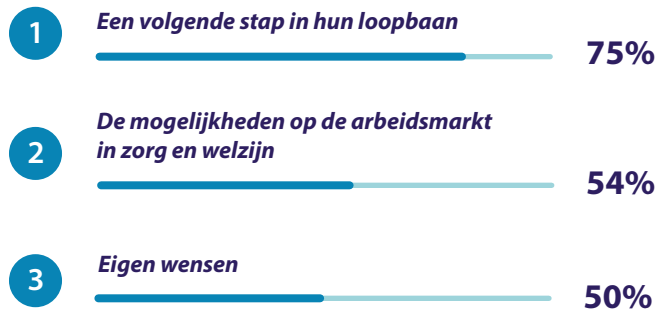 1
Een volgende stap in hun loopbaan
75%
2
De mogelijkheden op de arbeidsmarkt
in zorg en welzijn
54%
3
Eigen wensen
50%